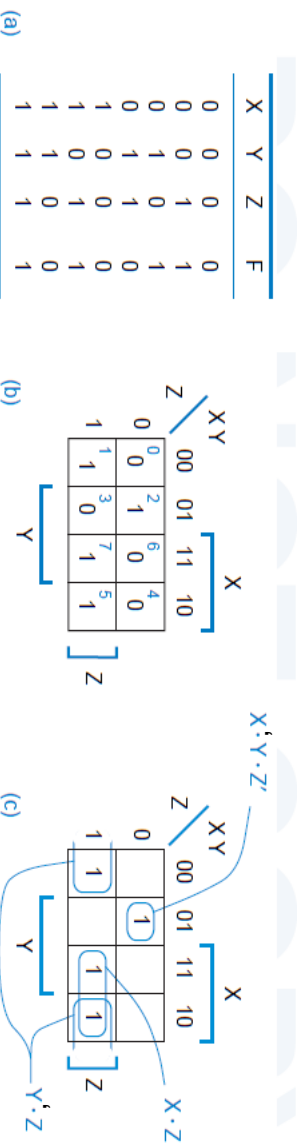 X Y Z F
0 0 0 0
0 0 1 1
0 1 0 1
0 1 1 0
1 0 0 0
1 0 1 1
1 1 0 0
1 1 1 1
(a)
X
X Y
Z
00 01 11 10
0 0 0 2 1 6 0 4 0
1 1 1 3 0 7 1 5 1
Z
Y
(b)
X'·Y·Z'
X
X·Z
X Y
Z
00 01 11 10
0 1
1 1 1 1
Z
Y
Y'·Z
(c)